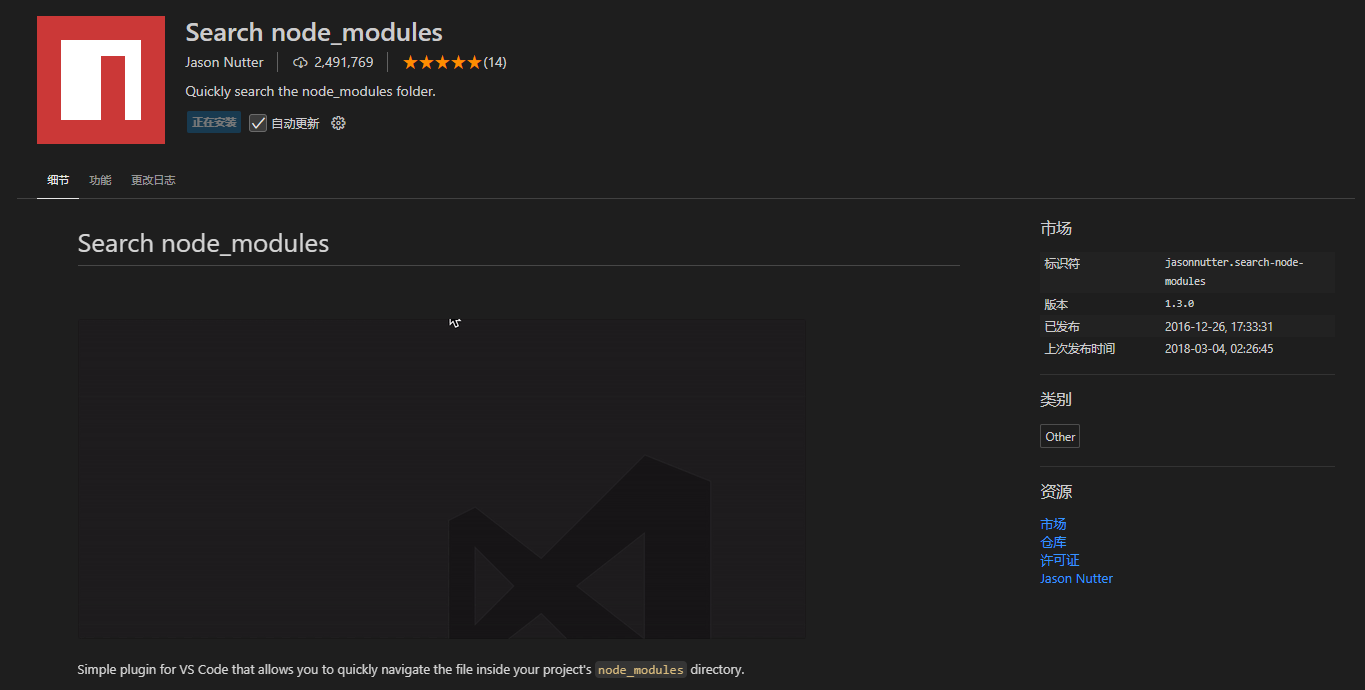 Search node_modules
Jason Nutter
2,491,769
(14)
Quickly search the node_modules folder.
正在安装
自动更新
细节 功能 更改日志
Search node_modules
Simple plugin for VS Code that allows you to quickly navigate the file inside your project's node_modules directory.
市场
标识符 jasonnutter.search-node-
modules
版本 1.3.0
已发布 2016-12-26, 17:33:31
上次发布时间 2018-03-04, 02:26:45
类别
Other
资源
市场
仓库
许可证
Jason Nutter